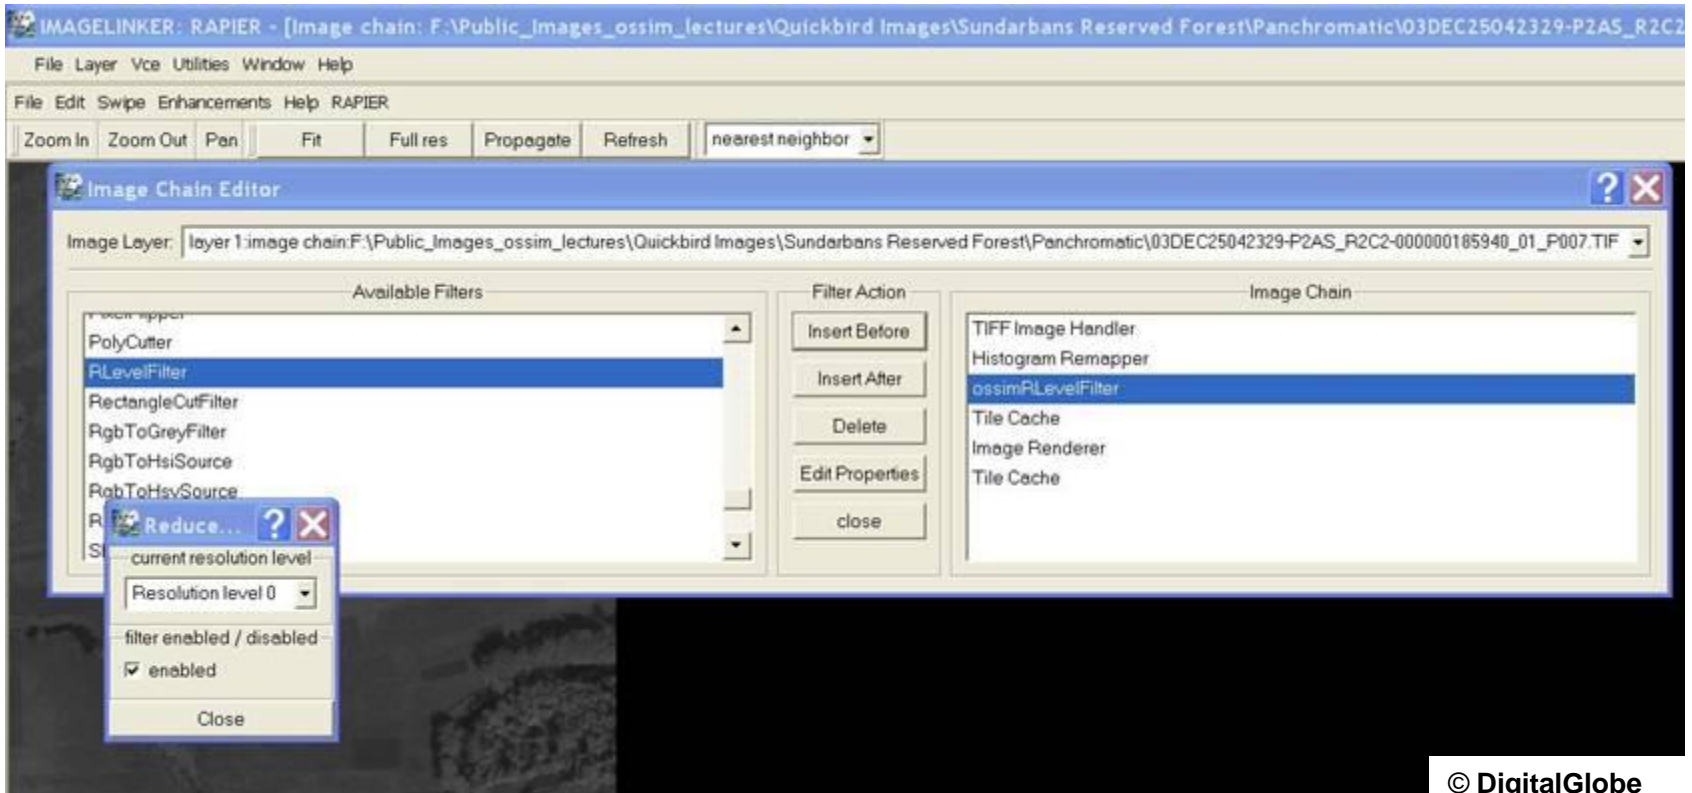 IMAGELINKER: RAPIER - [Image chain: F:\Public_Images_ossim_lectures\Quickbird Images\Sundarbans Reserved Forest\Panchromatic\03DEC25042329-P2AS_R2C2
File Layer Vce Utilities Window Help
File Edit Swipe Enhancements Help RAPIER
Zoom In Zoom Out Pan Fit Full res Propagate Refresh nearest neighbor
Image Chain Editor
Image Layer: layer 1:image chain:F:\Public_Images_ossim_lectures\Quickbird Images\Sundarbans Reserved Forest\Panchromatic\03DEC25042329-P2AS_R2C2-000000185940_01_P007.TIF
Available Filters
PolyCutter
RLevelFilter
RectangleCutFilter
RgbToGreyFilter
RgbToHsiSource
RgbToHsvSource
Filter Action
Insert Before
Insert After
Delete
Edit Properties
close
Image Chain
TIFF Image Handler
Histogram Remapper
ossimRLevelFilter
Tile Cache
Image Renderer
Tile Cache
Reduce...
current resolution level
Resolution level 0
filter enabled / disabled
enabled
Close
© DigitalGlobe